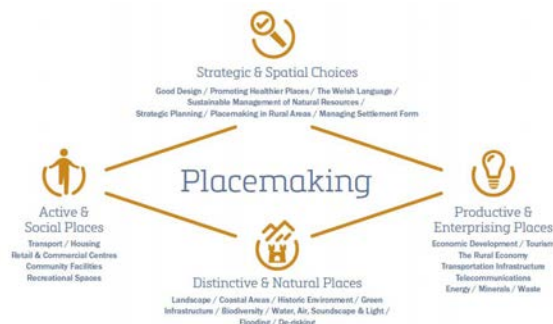 Strategic & Spatial Choices
Good Design / Promoting Healthier Places / The Welsh Language /
Sustainable Management of Natural Resources /
Strategic Planning / Placemaking in Rural Areas / Managing Settlement Form
Placemaking
Active &
Social Places
Transport / Housing
Retail & Commercial Centres
Community Facilities
Recreational Spaces
Productive &
Enterprising Places
Economic Development / Tourism
The Rural Economy
Transportation Infrastructure
Telecommunications
Energy / Minerals / Waste
Distinctive & Natural Places
Landscape / Coastal Areas / Historic Environment / Green
Infrastructure / Biodiversity / Water, Air, Soundscape & Light /
Flooding / De-risking